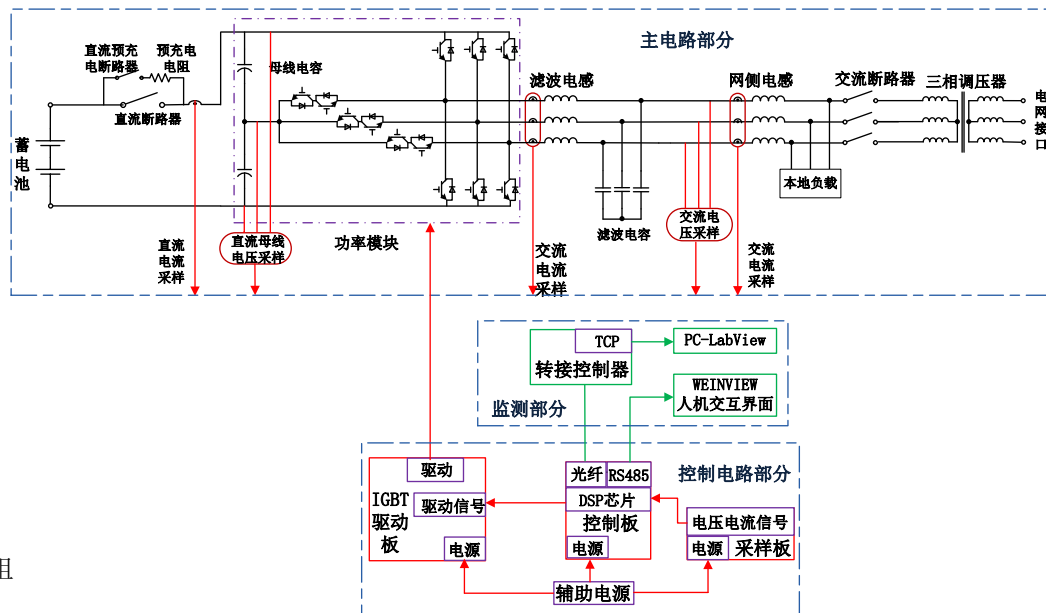 主电路部分
直流预充
电断路器
预充电
电阻
直流断路器
蓄
电
池
母线电容
滤波电感
网侧电感
交流断路器
三相调压器
电
网
接
口
本地负载
滤波电容
功率模块
直流
电流
采样
直流母线
电压采样
交流
电流
采样
交流电
压采样
交流
电流
采样
TCP
转接控制器
PC-LabView
WEINVIEW
人机交互界面
监测部分
控制电路部分
驱动
IGBT
驱动
板
驱动信号
电源
光纤
RS485
DSP芯片
控制板
电源
电压电流信号
电源
采样板
辅助电源
阻